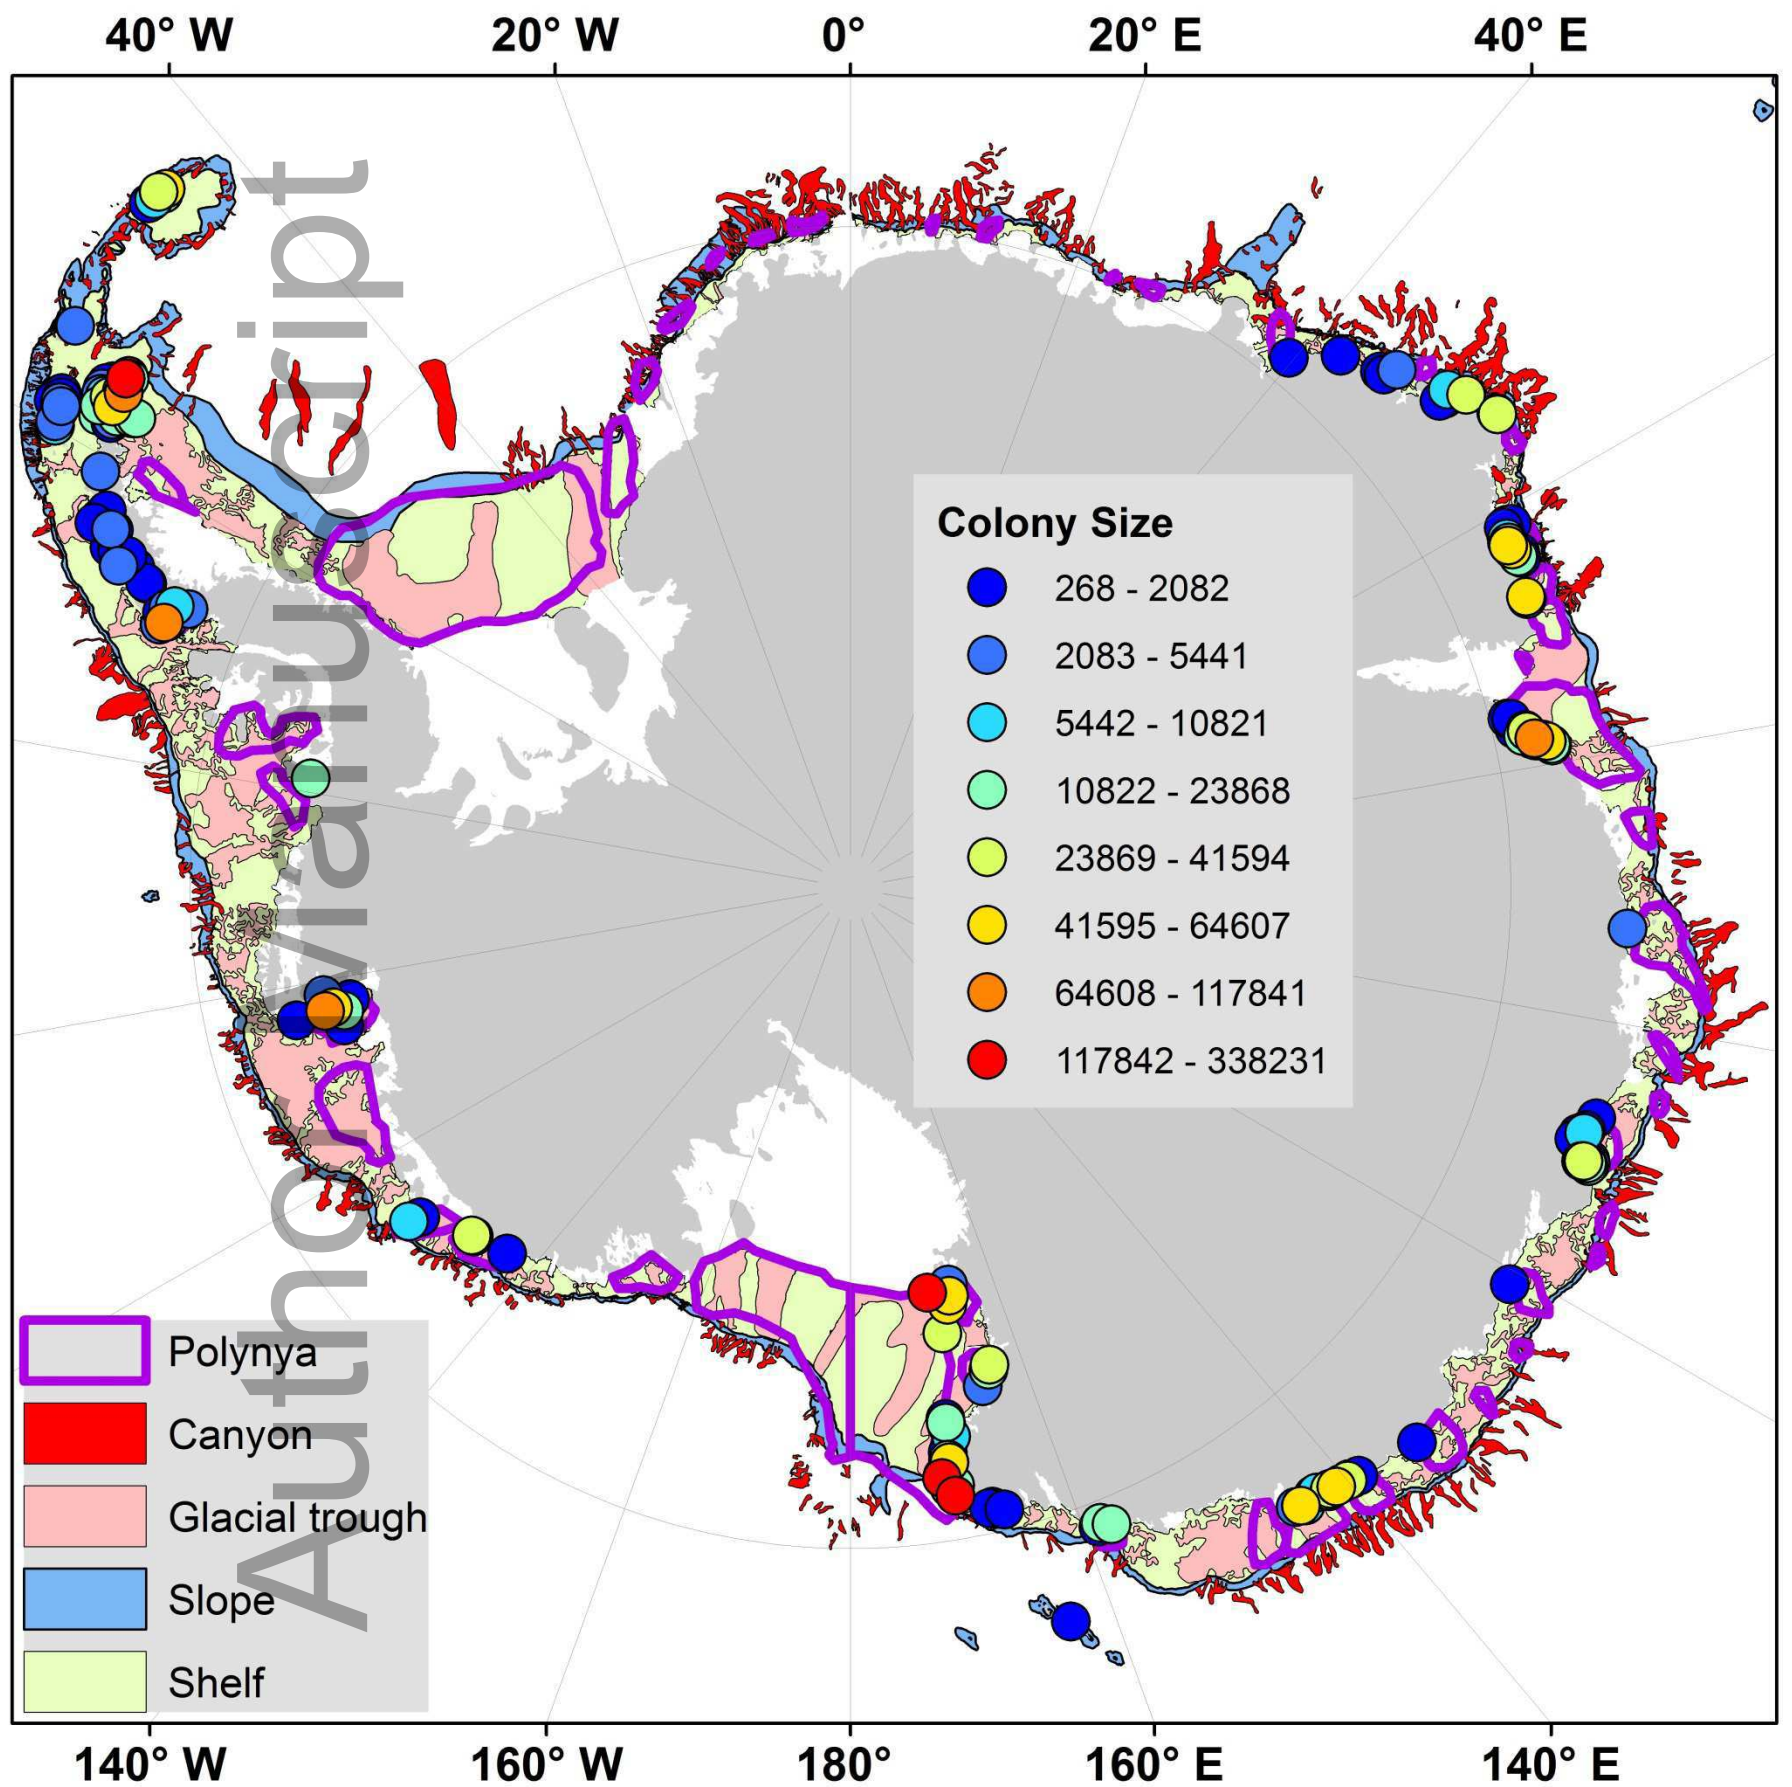 40° W 20° W 0° 20° E 40° E
Author Manuscript
Colony Size
268 - 2082
2083 - 5441
5442 - 10821
10822 - 23868
23869 - 41594
41595 - 64607
64608 - 117841
117842 - 338231
Polynya
Canyon
Glacial trough
Slope
Shelf
140° W 160° W 180° 160° E 140° E